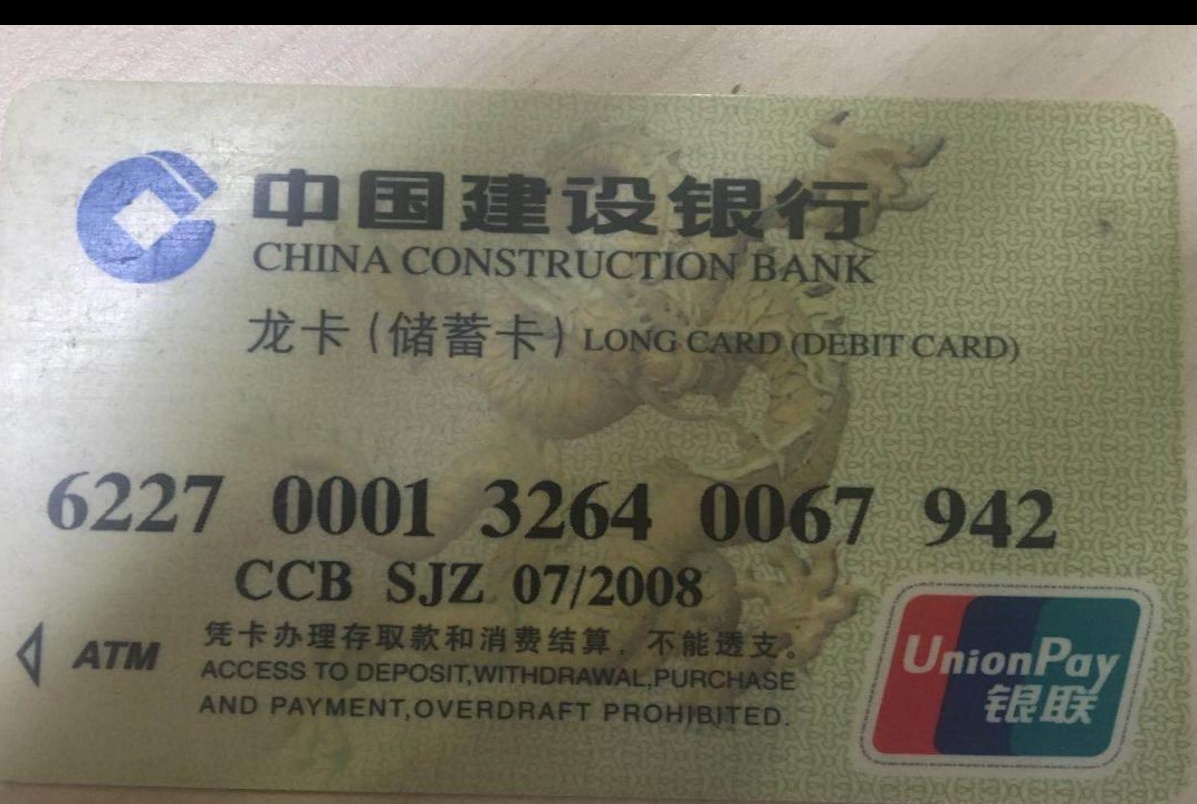 中国建设银行
CHINA CONSTRUCTION BANK
龙卡(储蓄卡) LONG CARD (DEBIT CARD)
6227 0001 3264 0067 942
CCB SJZ 07/2008
ATM
凭卡办理存取款和消费结算，不能透支。
ACCESS TO DEPOSIT,WITHDRAWAL,PURCHASE
AND PAYMENT,OVERDRAFT PROHIBITED.
UnionPay
银联